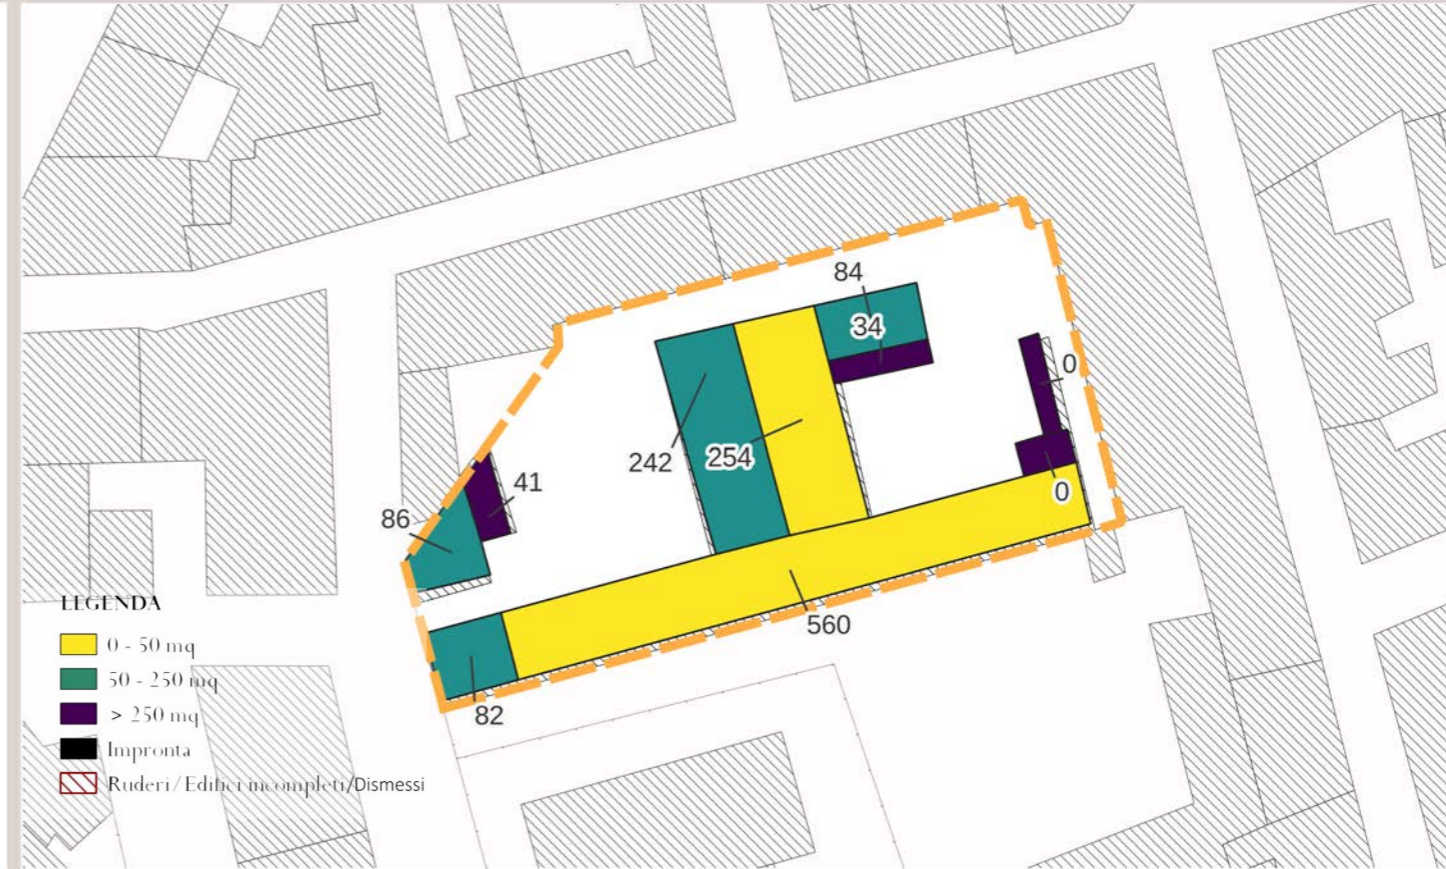 84
34
0
242
254
41
86
0
560
82
LEGENDA
0 - 50 mq
50 - 250 mq
> 250 mq
Impronta
Ruderi/Edifici incompleti/Dismessi